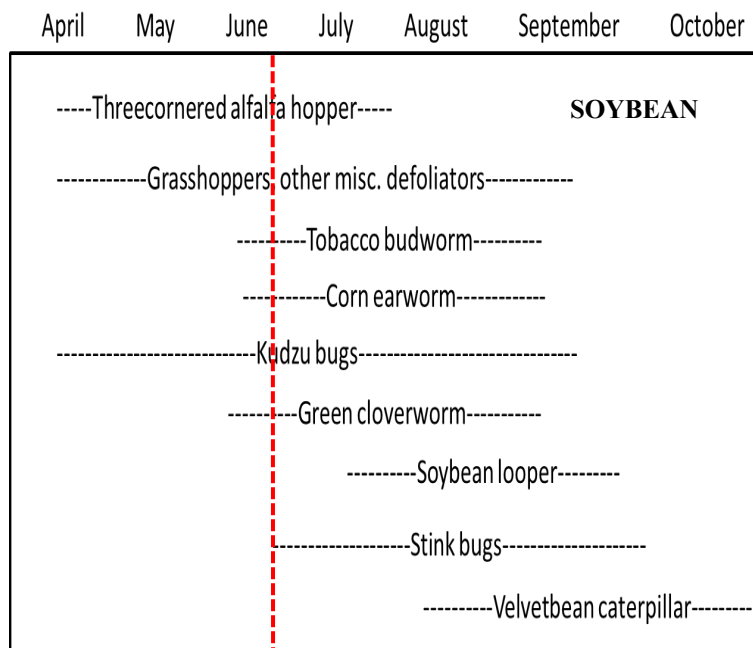 April May June July August September October
SOYBEAN
-----Threecornered alfalfa hopper-----
-------------Grasshoppers, other misc. defoliators-------------
----------Tobacco budworm----------
------------Corn earworm-------------
-----------------------------Kudzu bugs--------------------------------
----------Green cloverworm-----------
----------Soybean looper---------
--------------------Stink bugs---------------------
----------Velvetbean caterpillar---------